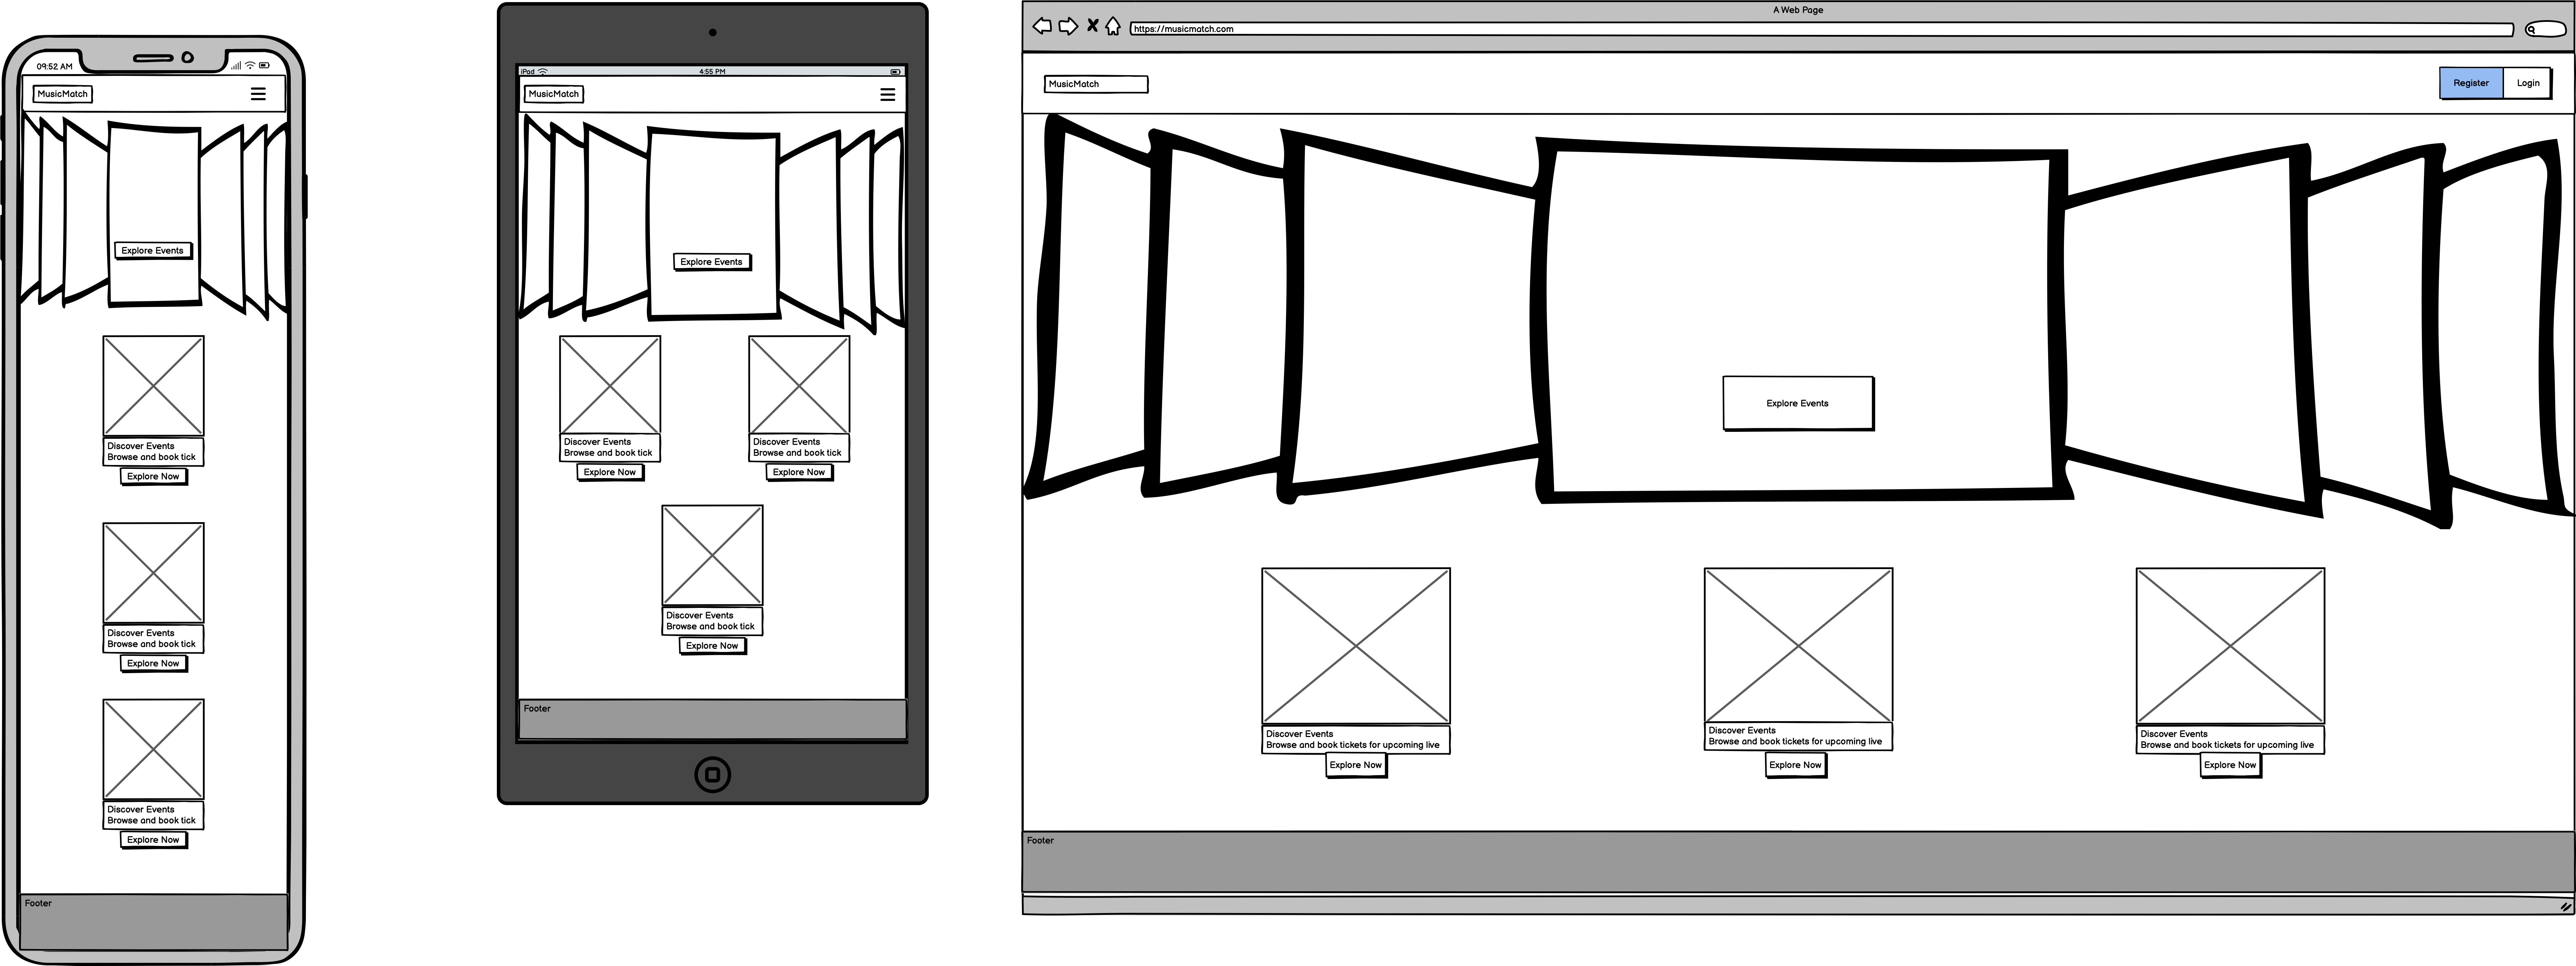 09:52 AM
MusicMatch
Explore Events
Discover Events
Browse and book tick
Explore Now
Discover Events
Browse and book tick
Explore Now
Discover Events
Browse and book tick
Explore Now
Footer
iPad
4:55 PM
MusicMatch
Explore Events
Discover Events
Browse and book tick
Explore Now
Discover Events
Browse and book tick
Explore Now
Discover Events
Browse and book tick
Explore Now
Footer
A Web Page
https://musicmatch.com
MusicMatch
Register
Login
Explore Events
Discover Events
Browse and book tickets for upcoming live
Explore Now
Discover Events
Browse and book tickets for upcoming live
Explore Now
Discover Events
Browse and book tickets for upcoming live
Explore Now
Footer